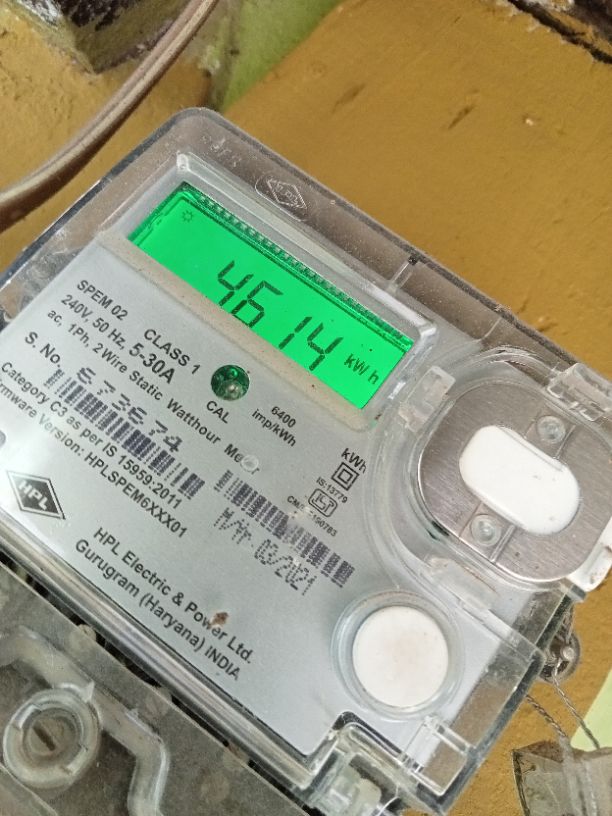 4614 kWh
SPEM 02 CLASS 1
240V, 50 Hz, 5-30A
ac, 1Ph, 2 Wire Static Watthour Meter
CAL
6400
imp/kWh
S. No. 673674
kWh
Category C3 as per IS 15959:2011
Firmware Version: HPLSPEM6XXX01
IS:13779
M/Yr. 03/2021
HPL
HPL Electric & Power Ltd.
Gurugram (Haryana) INDIA